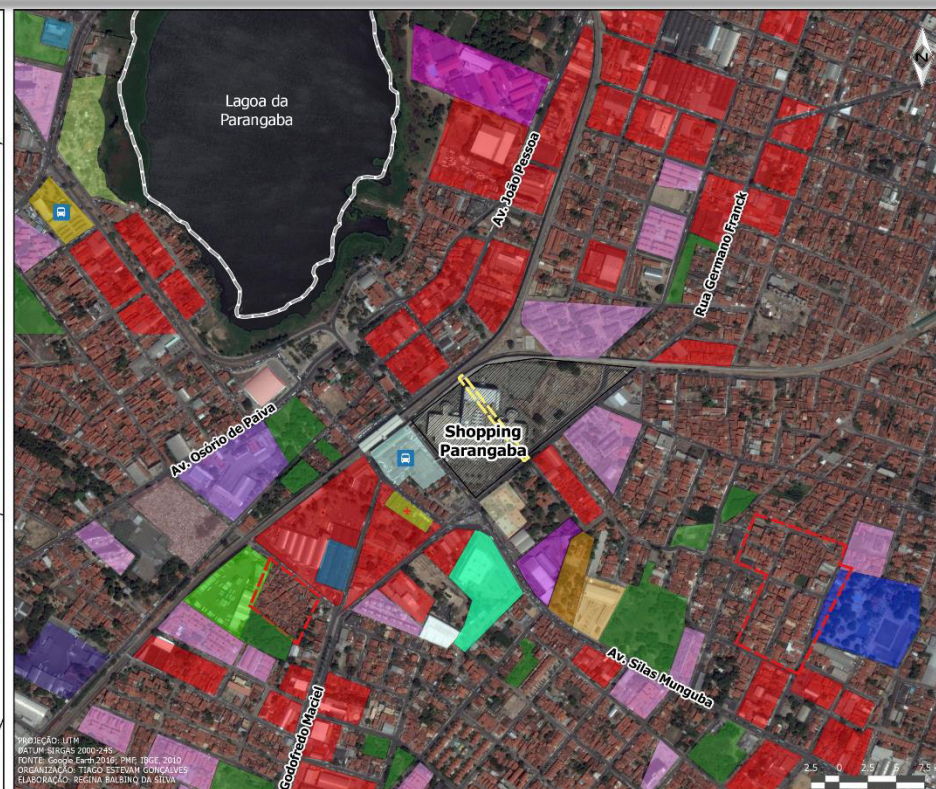 N
Lagoa da
Parangaba
Av. João Pessoa
Rua Germano Franck
Av. Osório de Paiva
Shopping
Parangaba
Av. Silas Munguba
Godofredo Maciel
PROJEÇÃO: UTM
DATUM: SIRGAS 2000-24S
FONTE: Google Earth 2016; PMF, IBGE, 2010
ORGANIZAÇÃO: TIAGO ESTEVAM GONÇALVES
ELABORAÇÃO: REGINA BALBINO DA SILVA
2.5 0 2.5 5 7.5